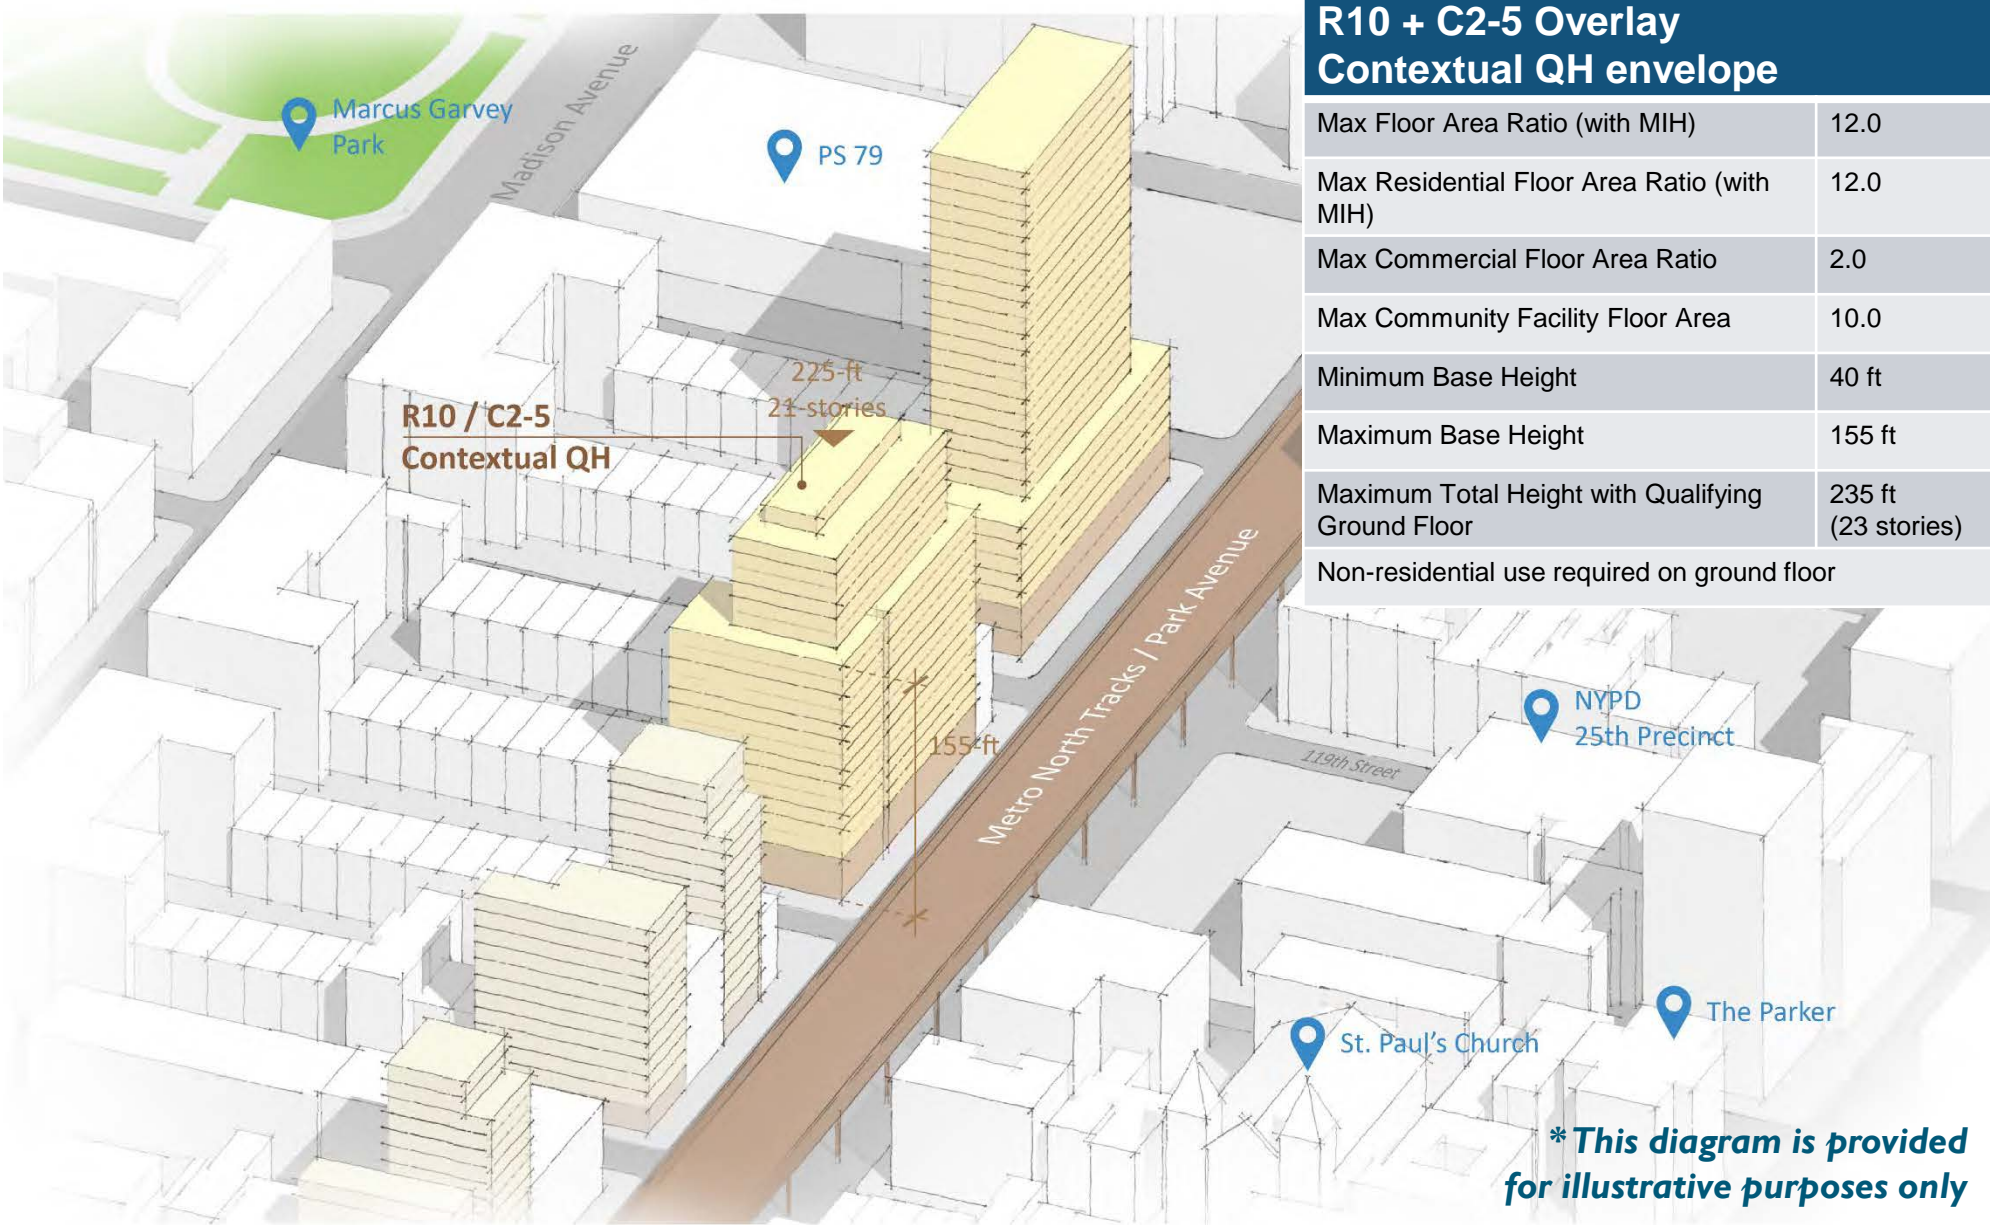 R10 + C2-5 Overlay
Contextual QH envelope
Max Floor Area Ratio (with MIH) 12.0
Max Residential Floor Area Ratio (with 12.0
MIH)
Max Commercial Floor Area Ratio 2.0
Max Community Facility Floor Area 10.0
Minimum Base Height 40 ft
Maximum Base Height 155 ft
Maximum Total Height with Qualifying 235 ft
Ground Floor (23 stories)
Non-residential use required on ground floor
Marcus Garvey
Park
Madison Avenue
PS 79
225-ft
21-stories
R10 / C2-5
Contextual QH
155-ft
Metro North Tracks / Park Avenue
119th Street
NYPD
25th Precinct
The Parker
St. Paul's Church
*This diagram is provided
for illustrative purposes only